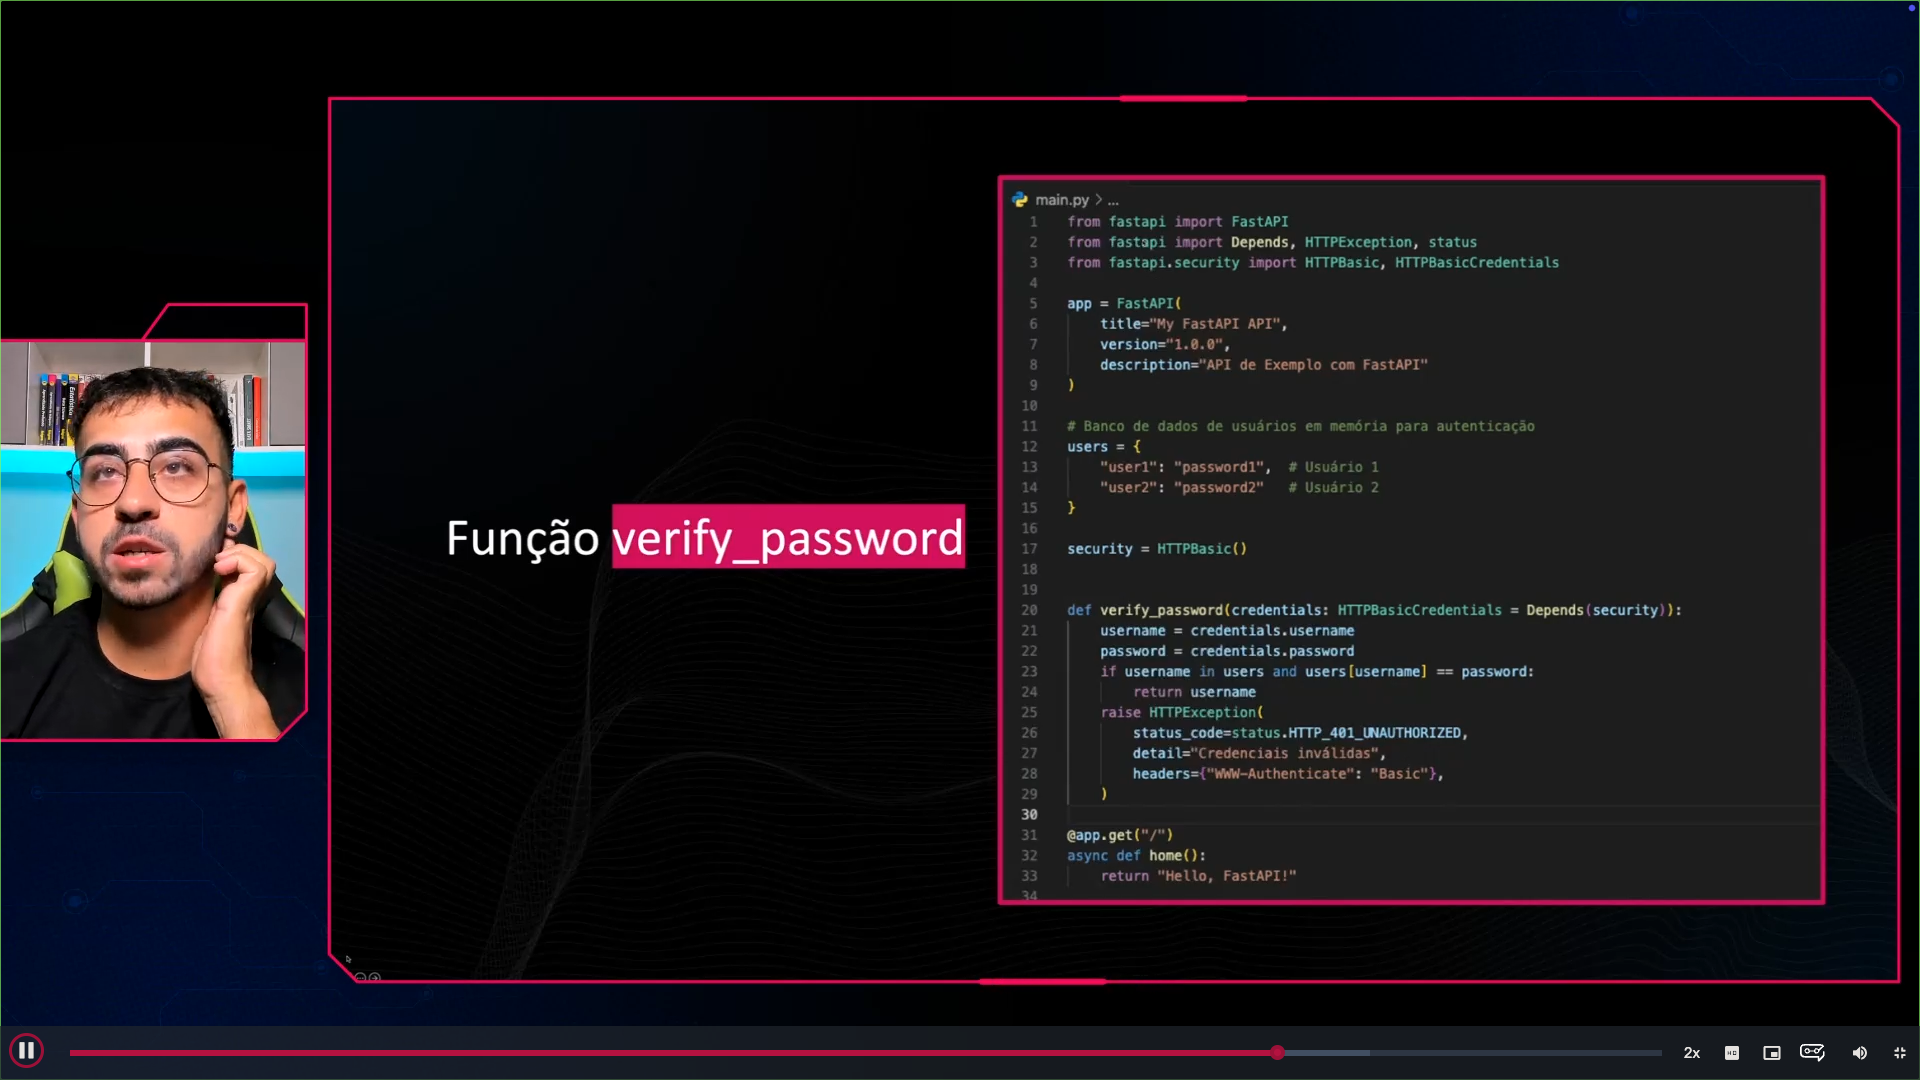 Função verify_password
main.py > ...
1 from fastapi import FastAPI
2 from fastapi import Depends, HTTPException, status
3 from fastapi.security import HTTPBasic, HTTPBasicCredentials
4
5 app = FastAPI(
6 title="My FastAPI API",
7 version="1.0.0",
8 description="API de Exemplo com FastAPI"
9 )
10
11 # Banco de dados de usuários em memória para autenticação
12 users = {
13 "user1": "password1", # Usuário 1
14 "user2": "password2" # Usuário 2
15 }
16
17 security = HTTPBasic()
18
19
20 def verify_password(credentials: HTTPBasicCredentials = Depends(security)):
21 username = credentials.username
22 password = credentials.password
23 if username in users and users[username] == password:
24 return username
25 raise HTTPException(
26 status_code=status.HTTP_401_UNAUTHORIZED,
27 detail="Credenciais inválidas",
28 headers={"WWW-Authenticate": "Basic"},
29 )
30
31 @app.get("/")
32 async def home():
33 return "Hello, FastAPI!"
34
2x
HD